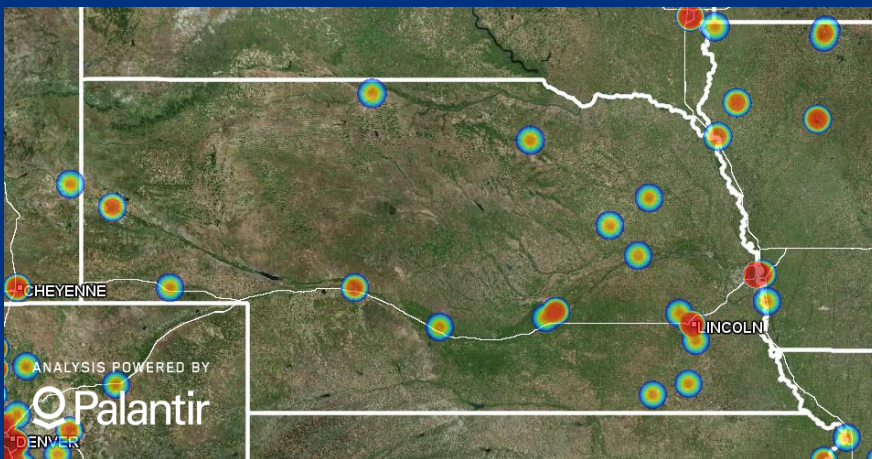 CHEYENNE
LINCOLN
ANALYSIS POWERED BY
Palantir
DENVER